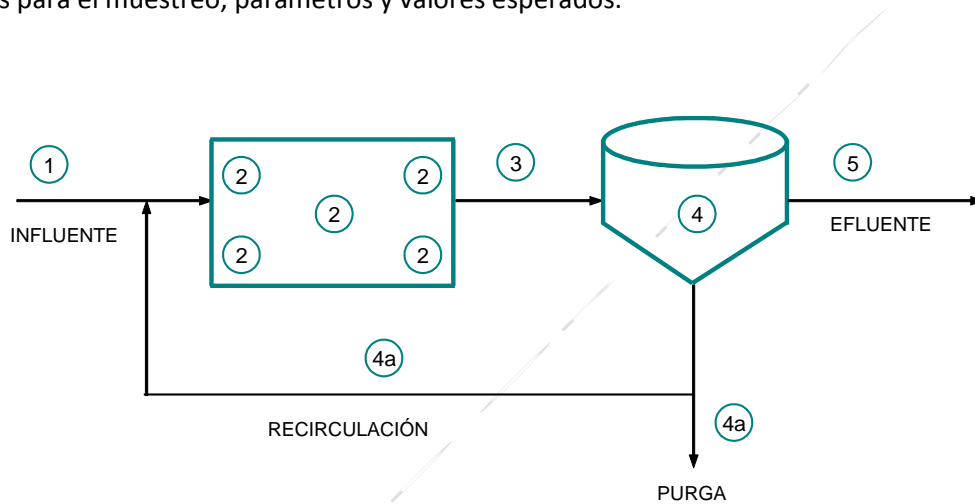 s para el muestreo, parámetros y valores esperados.
1
2
2
3
5
2
4
INFLUENTE
EFLUENTE
2
2
4a
RECIRCULACIÓN
4a
PURGA